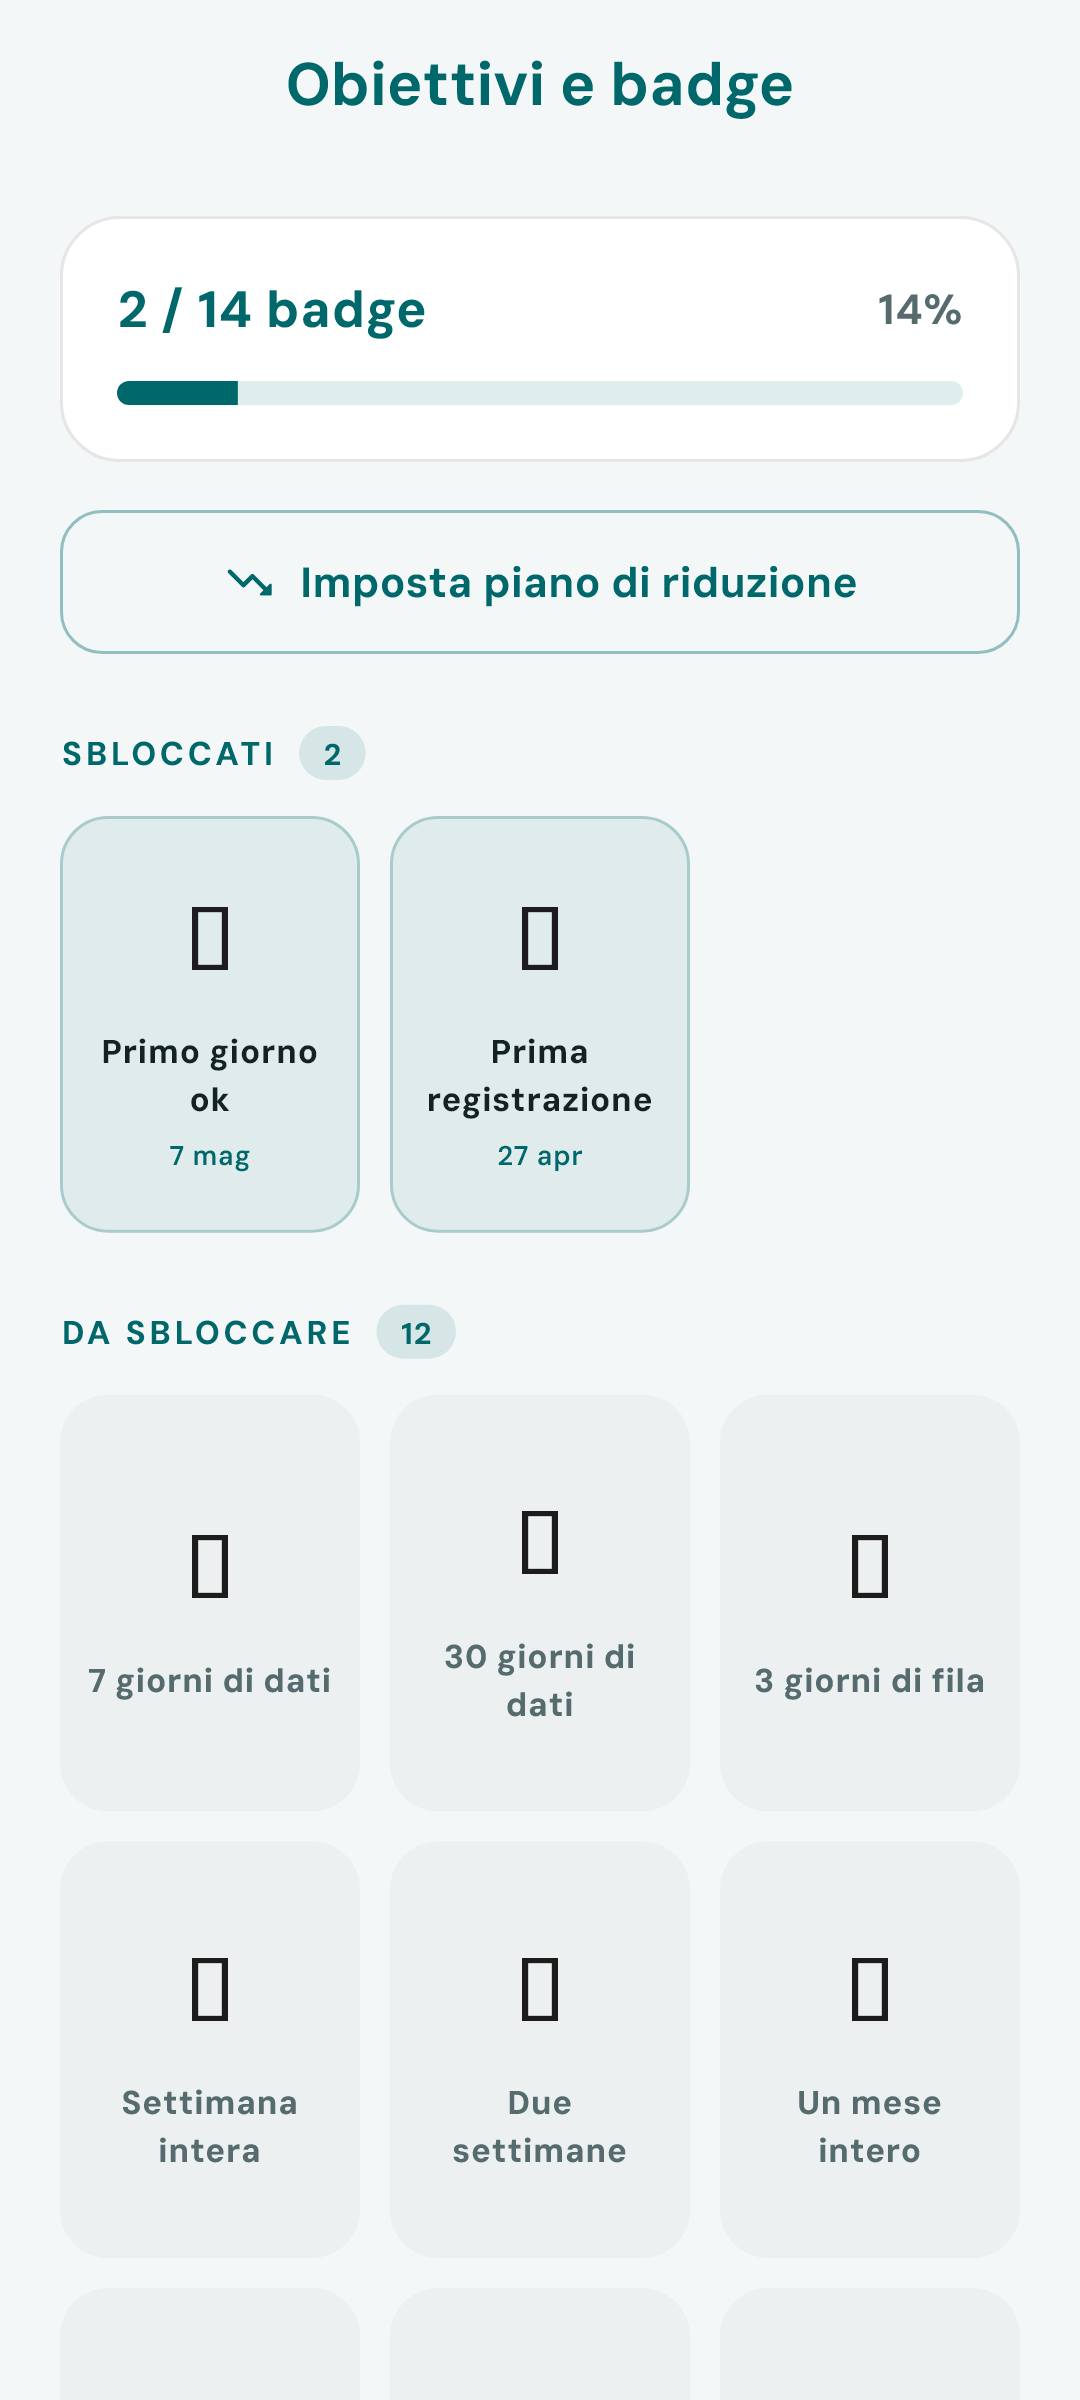 Obiettivi e badge
2 / 14 badge
14%
Imposta piano di riduzione
SBLOCCATI
2
Primo giorno
ok
7 mag
Prima
registrazione
27 apr
DA SBLOCCARE
12
7 giorni di dati
30 giorni di
dati
3 giorni di fila
Settimana
intera
Due
settimane
Un mese
intero